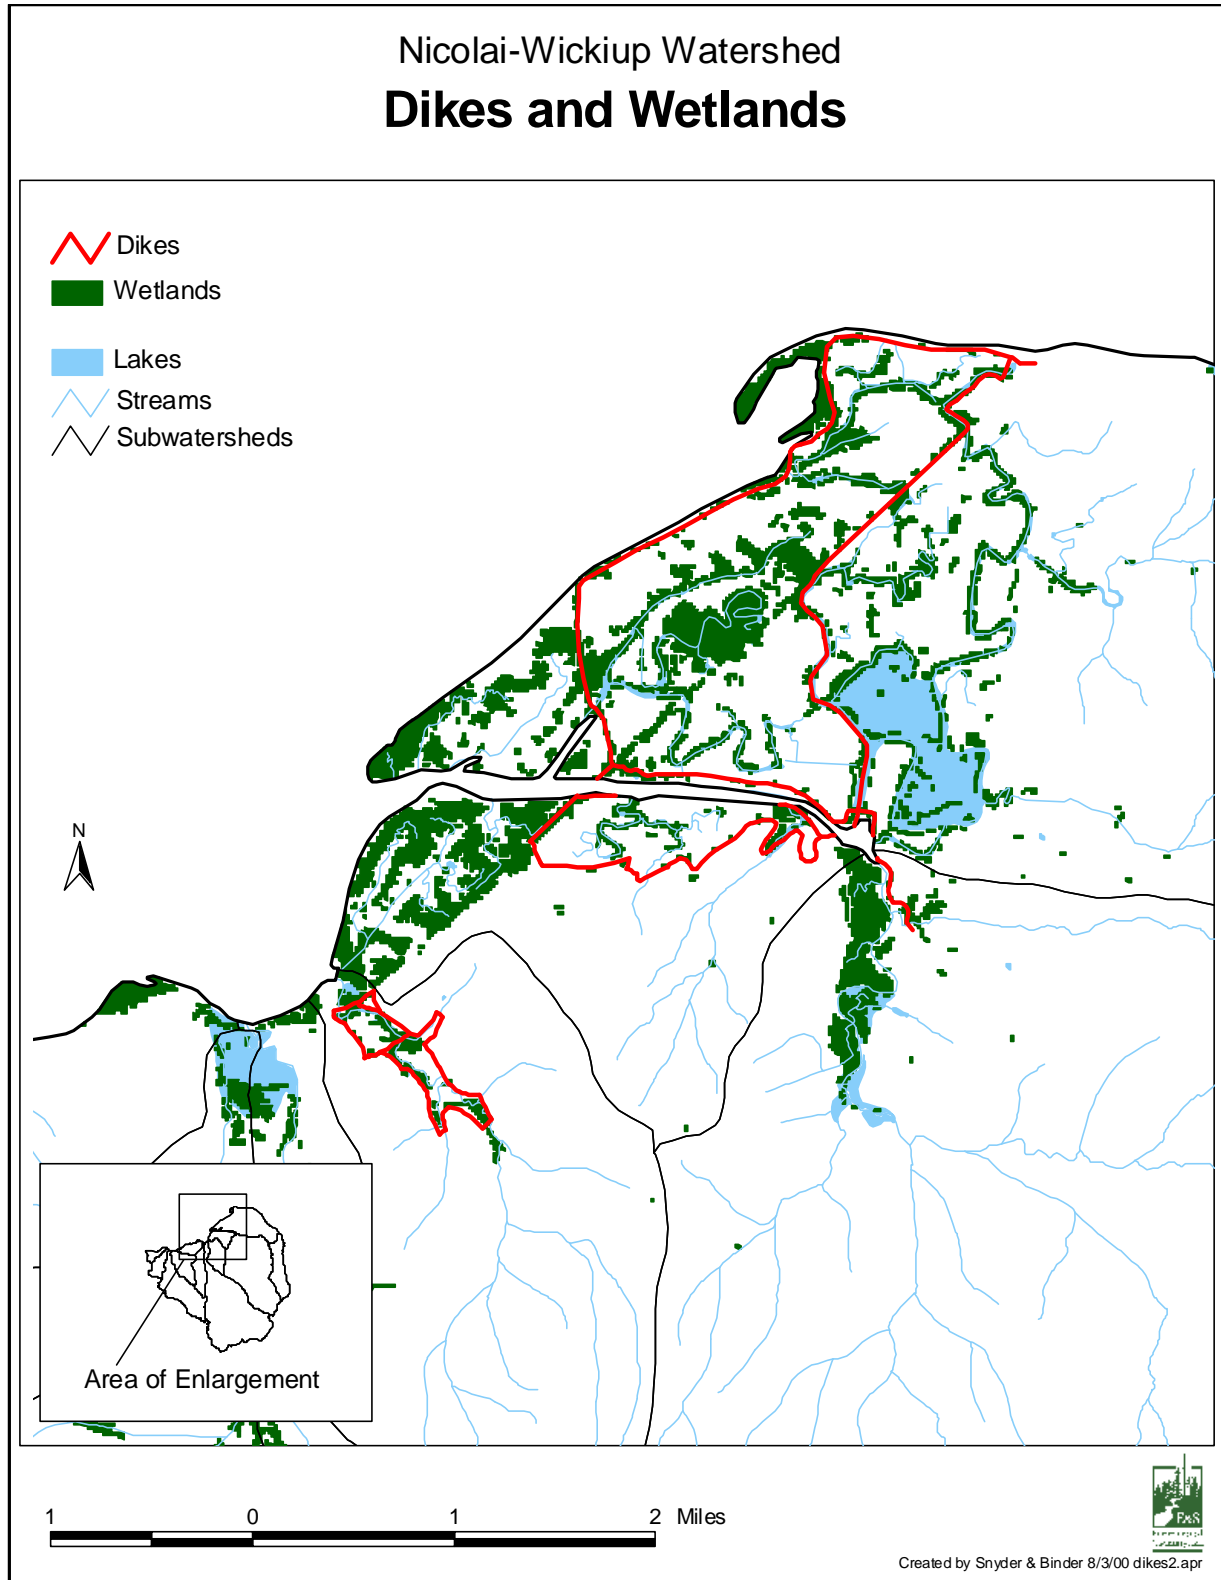 Nicolai-Wickiup Watershed
Dikes and Wetlands
Dikes
Wetlands
Lakes
Streams
Subwatersheds
N
Area of Enlargement
1 0 1 2 Miles
E&S
Created by Snyder & Binder 8/3/00 dikes2.apr